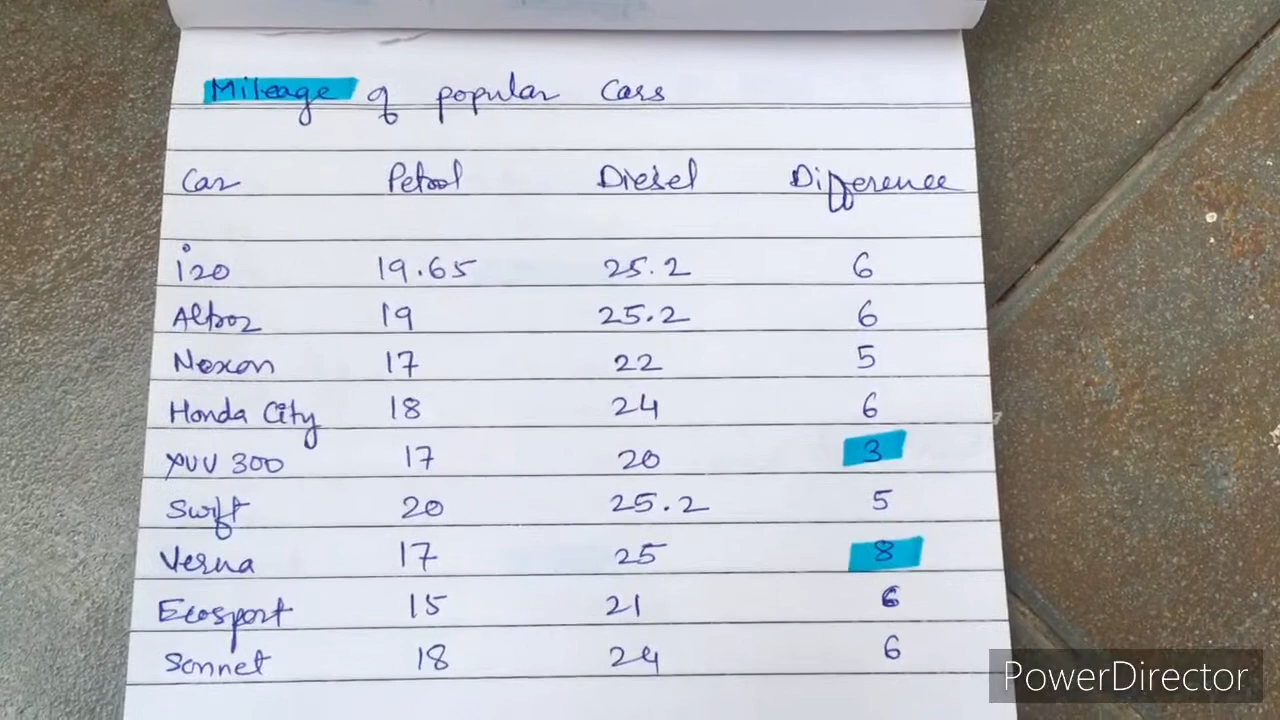 Mileage of popular Cars
Car Petrol Diesel Difference
i20 19.65 25.2 6
Altroz 19 25.2 6
Nexon 17 22 5
Honda City 18 24 6
XUV 300 17 20 3
Swift 20 25.2 5
Verna 17 25 8
Ecosport 15 21 6
Sonnet 18 24 6
PowerDirector